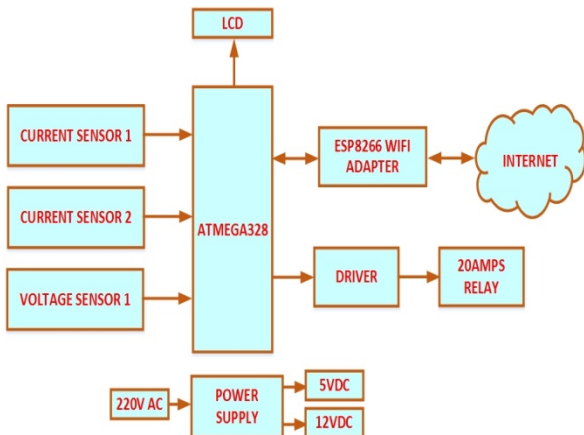 LCD
CURRENT SENSOR 1
CURRENT SENSOR 2
VOLTAGE SENSOR 1
ATMEGA328
ESP8266 WIFI
ADAPTER
INTERNET
DRIVER
20AMPS
RELAY
220V AC
POWER
SUPPLY
5VDC
12VDC